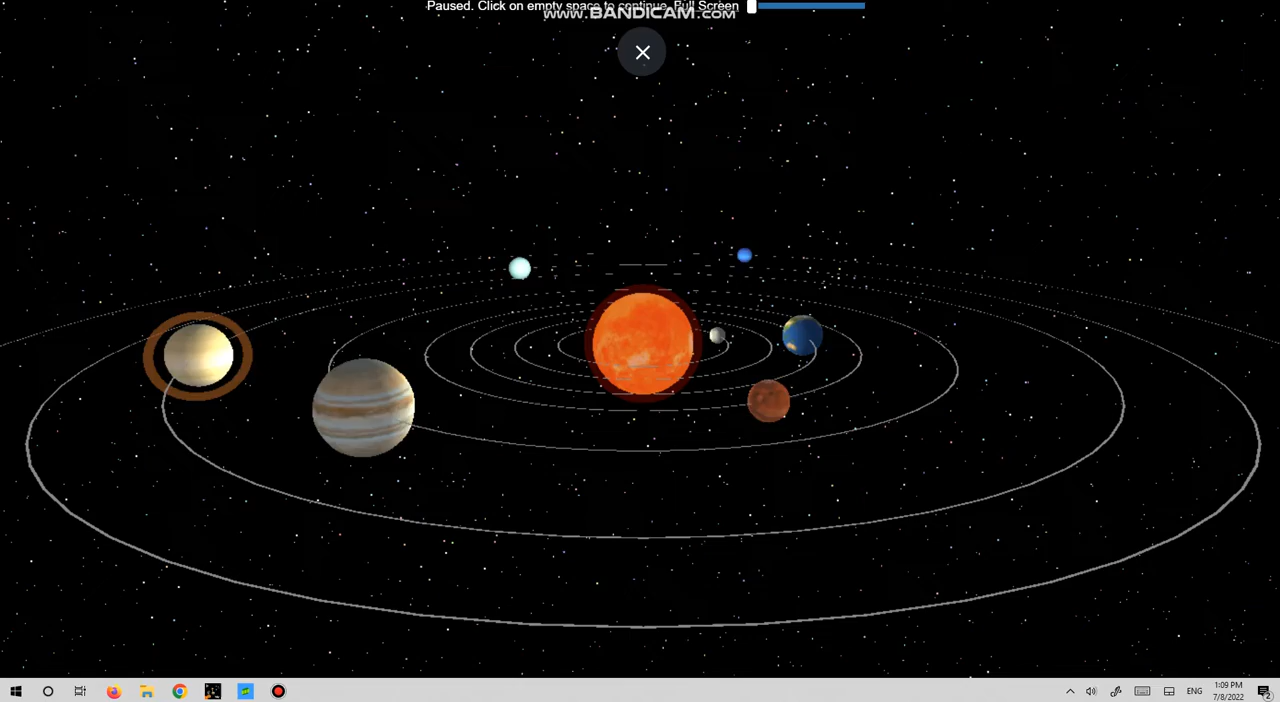 Paused. Click on empty space to continue. Full Screen
WWW.BANDICAM.COM
ENG
1:09 PM
7/8/2022
2